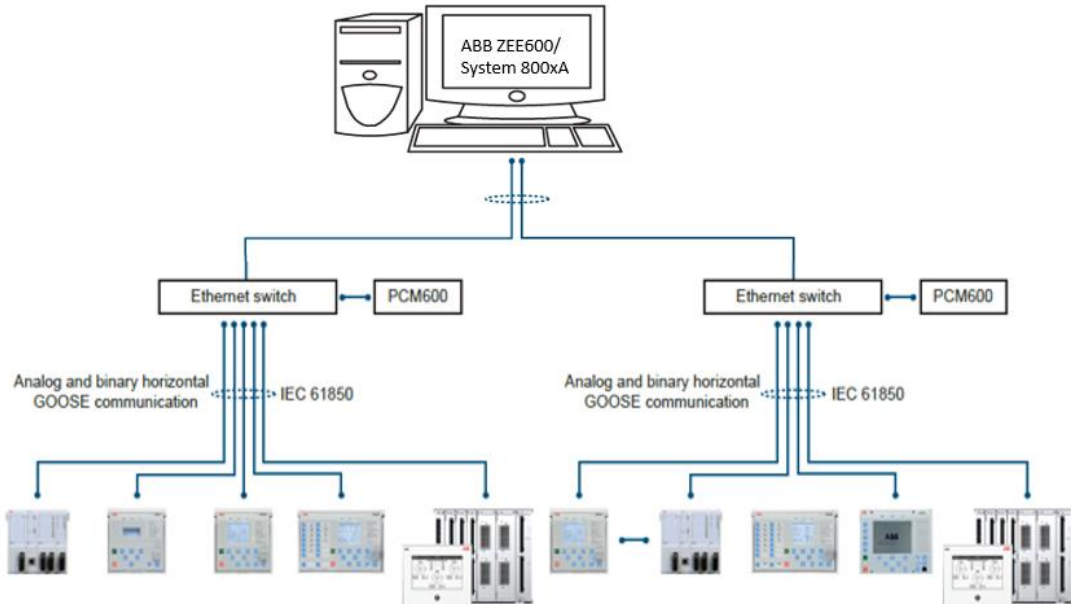 ABB ZEE600/
System 800xA
Ethernet switch
PCM600
Ethernet switch
PCM600
Analog and binary horizontal
GOOSE communication
IEC 61850
Analog and binary horizontal
GOOSE communication
IEC 61850
ABB